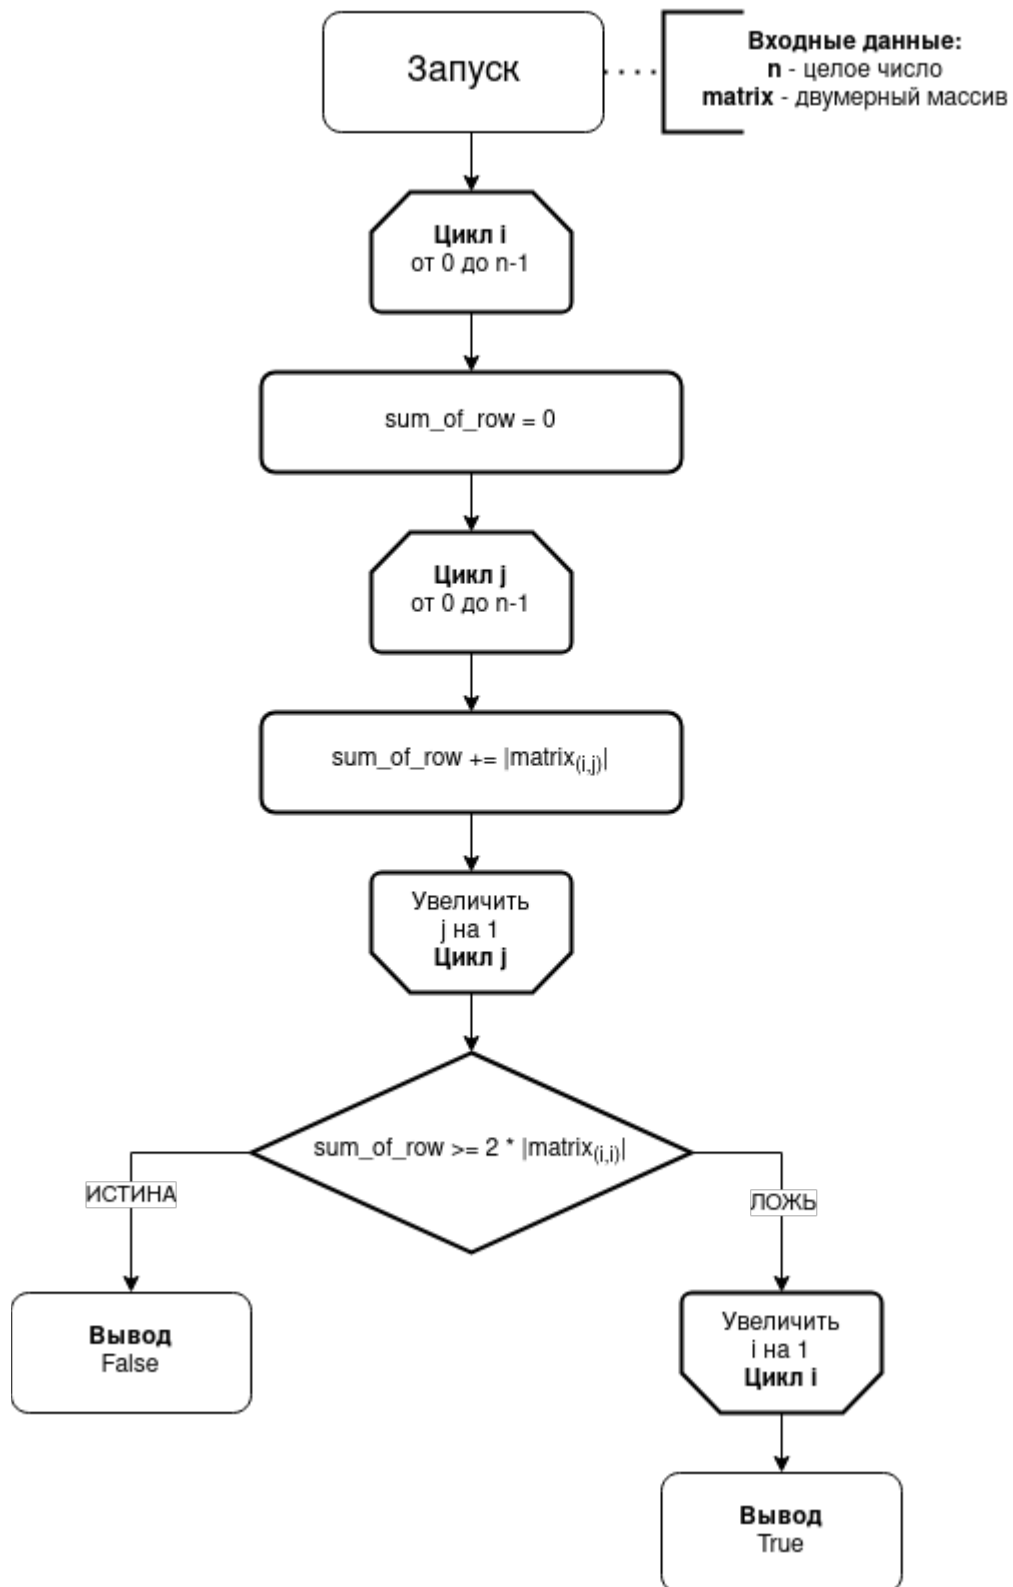 Запуск
Входные данные:
n - целое число
matrix - двумерный массив
Цикл i
от 0 до n-1
sum_of_row = 0
Цикл j
от 0 до n-1
sum_of_row += |matrix(i,j)|
Увеличить
j на 1
Цикл j
sum_of_row >= 2 * |matrix(i,i)|
ИСТИНА
ЛОЖЬ
Вывод
False
Увеличить
i на 1
Цикл i
Вывод
True